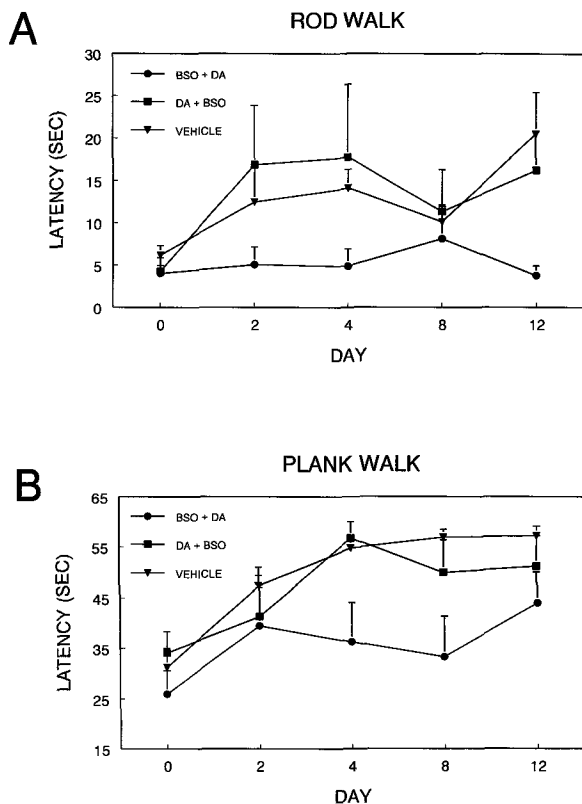 A
ROD WALK
30
25
20
15
10
5
0
LATENCY (SEC)
BSO + DA
DA + BSO
VEHICLE
0 2 4 8 12
DAY
B
PLANK WALK
65
55
45
35
25
15
LATENCY (SEC)
BSO + DA
DA + BSO
VEHICLE
0 2 4 8 12
DAY